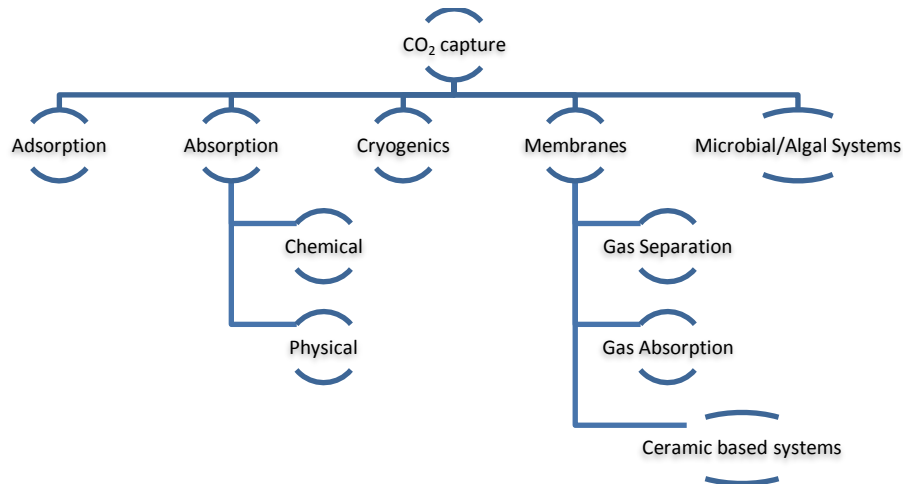 CO₂ capture
Adsorption
Absorption
Cryogenics
Membranes
Microbial/Algal Systems
Chemical
Physical
Gas Separation
Gas Absorption
Ceramic based systems